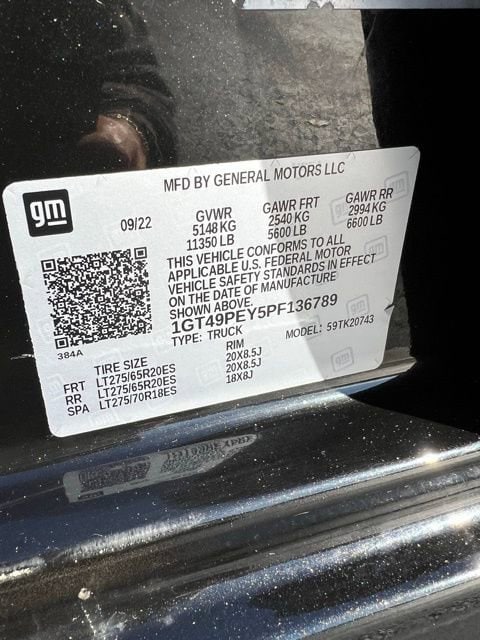 MFD BY GENERAL MOTORS LLC
gm
09/22
GVWR GAWR FRT GAWR RR
5148 KG 2540 KG 2994 KG
11350 LB 5600 LB 6600 LB
THIS VEHICLE CONFORMS TO ALL
APPLICABLE U.S. FEDERAL MOTOR
VEHICLE SAFETY STANDARDS IN EFFECT
ON THE DATE OF MANUFACTURE
SHOWN ABOVE.
1GT49PEY5PF136789
TYPE: TRUCK MODEL: 59TK20743
384A
TIRE SIZE RIM
FRT LT275/65R20ES 20X8.5J
RR LT275/65R20ES 20X8.5J
SPA LT275/70R18ES 18X8J